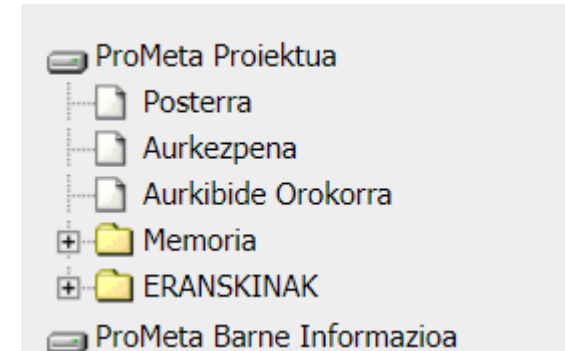 ProMeta Proiektua
Posterra
Aurkezpena
Aurkibide Orokorra
Memoria
ERANSKINAK
ProMeta Barne Informazioa